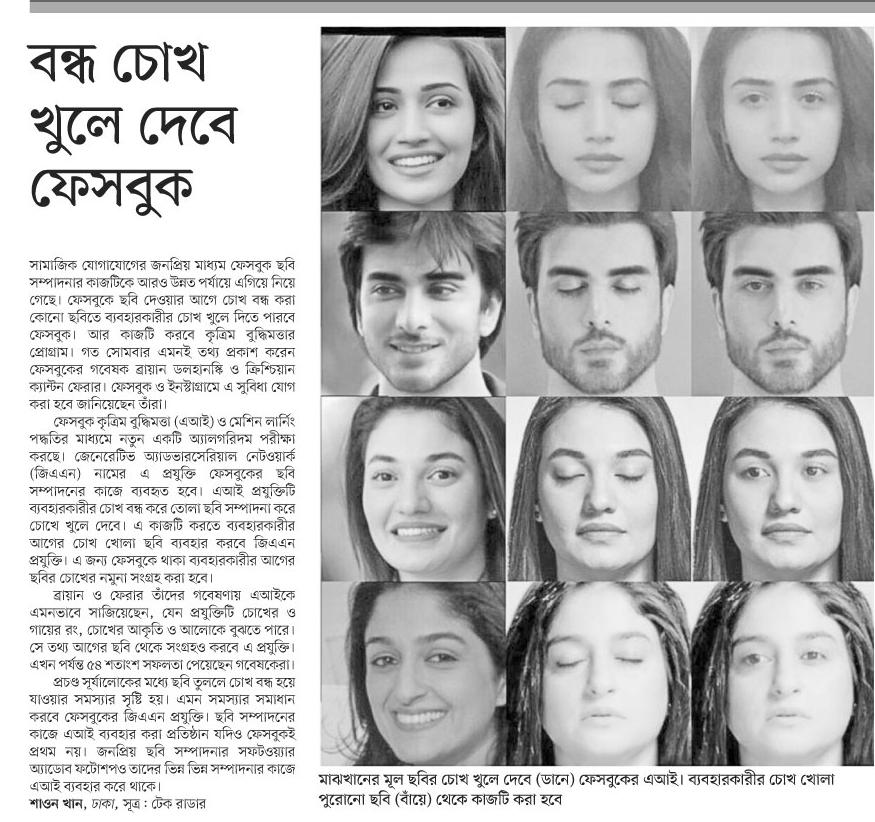 বন্ধ চোখ
খুলে দেবে
ফেসবুক
সামাজিক যোগাযোগের জনপ্রিয় মাধ্যম ফেসবুক ছবি
সম্পাদনার কাজটিকে আরও উন্নত পর্যায়ে এগিয়ে নিয়ে
গেছে। ফেসবুকে ছবি দেওয়ার আগে চোখ বন্ধ করা
কোনো ছবিতে ব্যবহারকারীর চোখ খুলে দিতে পারবে
ফেসবুক। আর কাজটি করবে কৃত্রিম বুদ্ধিমত্তার
প্রোগ্রাম। গত সোমবার এমনই তথ্য প্রকাশ করেন
ফেসবুকের গবেষক ব্রায়ান ডলহানস্কি ও ক্রিশ্চিয়ান
ক্যান্টন ফেরার। ফেসবুক ও ইনস্টাগ্রামে এ সুবিধা যোগ
করা হবে জানিয়েছেন তাঁরা।
ফেসবুক কৃত্রিম বুদ্ধিমত্তা (এআই) ও মেশিন লার্নিং
পদ্ধতির মাধ্যমে নতুন একটি অ্যালগরিদম পরীক্ষা
করছে। জেনেরেটিভ অ্যাডভারসেরিয়াল নেটওয়ার্ক
(জিএএন) নামের এ প্রযুক্তি ফেসবুকের ছবি
সম্পাদনের কাজে ব্যবহৃত হবে। এআই প্রযুক্তিটি
ব্যবহারকারীর চোখ বন্ধ করে তোলা ছবি সম্পাদনা করে
চোখে খুলে দেবে। এ কাজটি করতে ব্যবহারকারীর
আগের চোখ খোলা ছবি ব্যবহার করবে জিএএন
প্রযুক্তি। এ জন্য ফেসবুকে থাকা ব্যবহারকারীর আগের
ছবির চোখের নমুনা সংগ্রহ করা হবে।
ব্রায়ান ও ফেরার তাঁদের গবেষণায় এআইকে
এমনভাবে সাজিয়েছেন, যেন প্রযুক্তিটি চোখের ও
গায়ের রং, চোখের আকৃতি ও আলোকে বুঝতে পারে।
সে তথ্য আগের ছবি থেকে সংগ্রহও করবে এ প্রযুক্তি।
এখন পর্যন্ত ৫৪ শতাংশ সফলতা পেয়েছেন গবেষকেরা।
প্রচণ্ড সূর্যালোকের মধ্যে ছবি তুললে চোখ বন্ধ হয়ে
যাওয়ার সমস্যার সৃষ্টি হয়। এমন সমস্যার সমাধান
করবে ফেসবুকের জিএএন প্রযুক্তি। ছবি সম্পাদনের
কাজে এআই ব্যবহার করা প্রতিষ্ঠান যদিও ফেসবুকই
প্রথম নয়। জনপ্রিয় ছবি সম্পাদনার সফটওয়্যার
অ্যাডোব ফটোশপও তাদের ভিন্ন ভিন্ন সম্পাদনার কাজে
এআই ব্যবহার করে থাকে।
শাওন খান, ঢাকা, সূত্র : টেক রাডার
মাঝখানের মূল ছবির চোখ খুলে দেবে (ডানে) ফেসবুকের এআই। ব্যবহারকারীর চোখ খোলা
পুরোনো ছবি (বাঁয়ে) থেকে কাজটি করা হবে